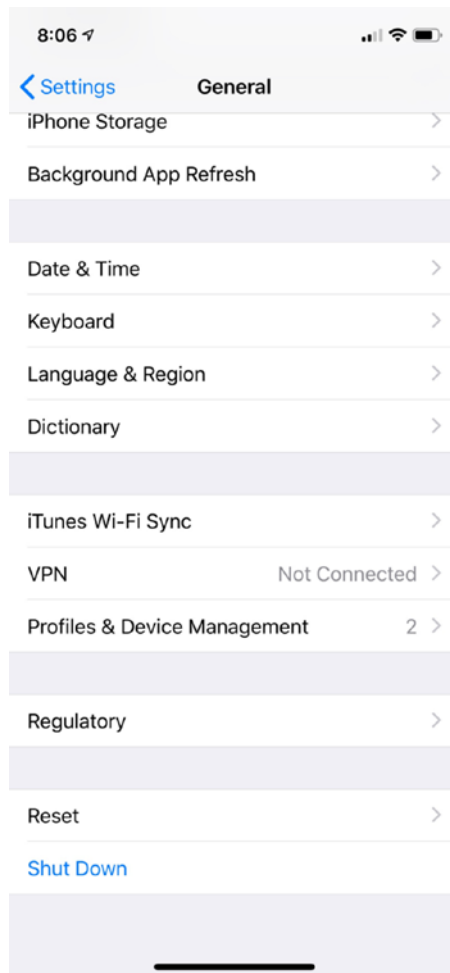 8:06
Settings
General
iPhone Storage
Background App Refresh
Date & Time
Keyboard
Language & Region
Dictionary
iTunes Wi-Fi Sync
VPN Not Connected
Profiles & Device Management 2
Regulatory
Reset
Shut Down